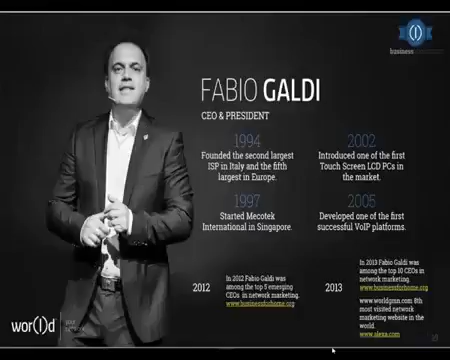 (I)
business
FABIO GALDI
CEO & PRESIDENT
1994
Founded the second largest
ISP in Italy and the fifth
largest in Europe.
2002
Introduced one of the first
Touch Screen LCD PCs in
the market.
1997
Started Mecotek
International in Singapore.
2005
Developed one of the first
successful VoIP platforms.
2012
In 2012 Fabio Galdi was
among the top 5 emerging
CEOs in network marketing.
www.businessforhome.org
2013
In 2013 Fabio Galdi was
among the top 10 CEOs in
network marketing.
www.businessforhome.org
www.worldgmn.com 8th
most visited network
marketing website in the
world.
www.alexa.com
wor(l)d
your